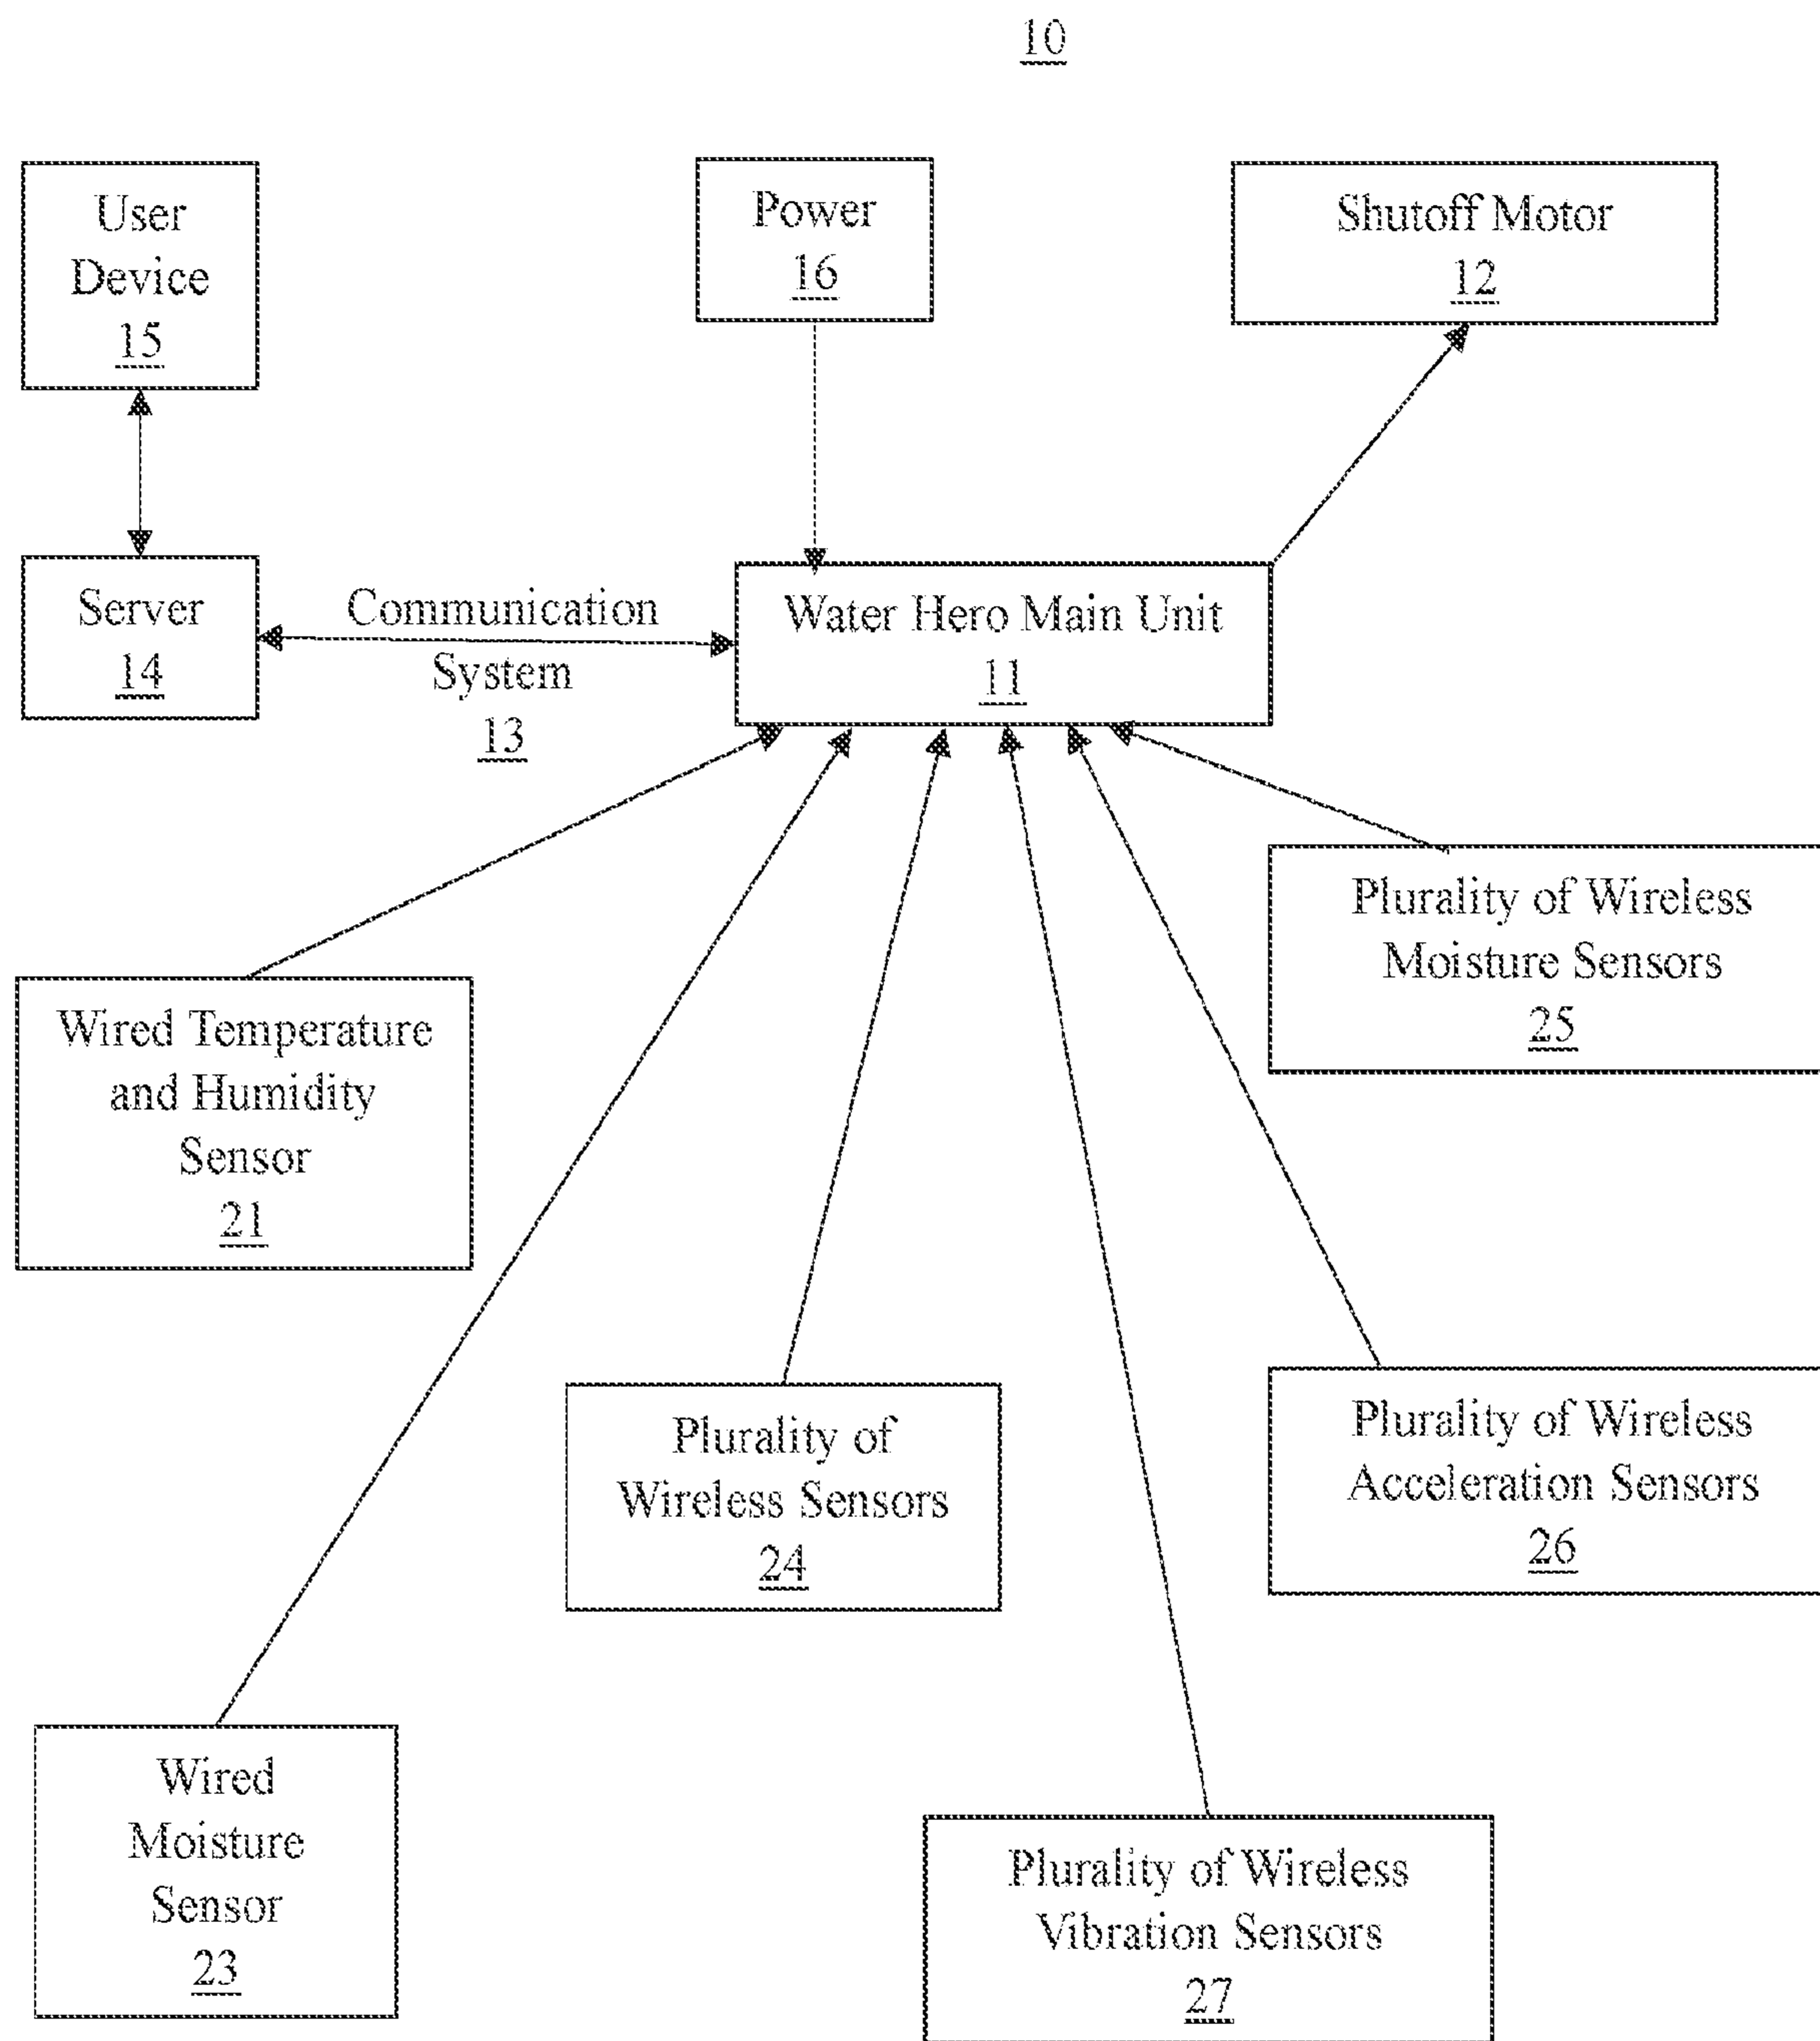 10
User
Device
15
Power
16
Shutoff Motor
12
Server
14
Communication
System
13
Water Hero Main Unit
11
Plurality of Wireless
Moisture Sensors
25
Wired Temperature
and Humidity
Sensor
21
Plurality of
Wireless Sensors
24
Plurality of Wireless
Acceleration Sensors
26
Wired
Moisture
Sensor
23
Plurality of Wireless
Vibration Sensors
27